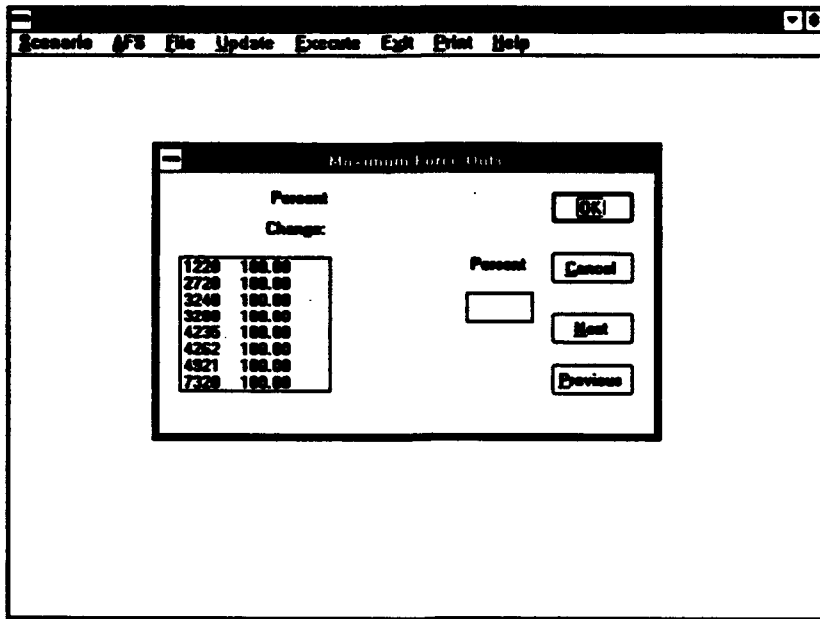 Scenario AFS File Update Execute Exit Print Help
Maximum Force Outs
Percent
Change:
OK
1220 100.00
2720 100.00
3240 100.00
100.00
4235 100.00
4262 100.00
4921 100.00
7320 100.00
Percent
Cancel
Next
Previous